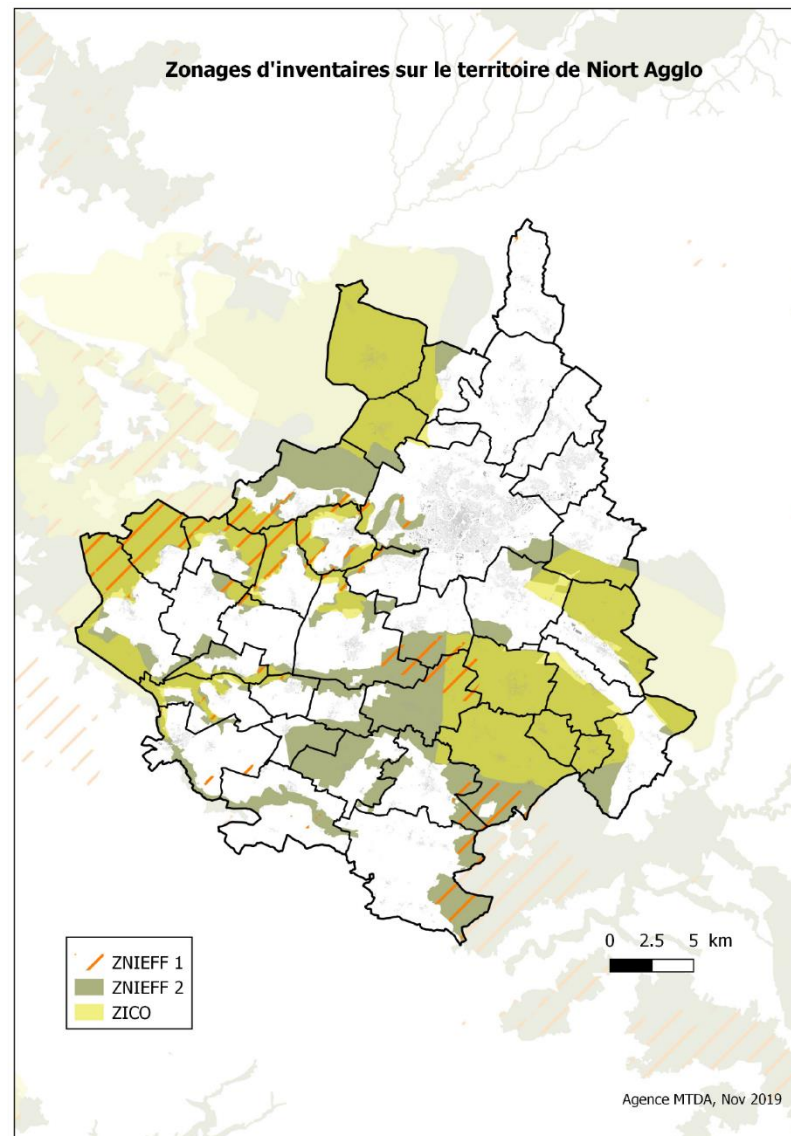 Zonages d'inventaires sur le territoire de Niort Agglo
0 2.5 5 km
ZNIEFF 1
ZNIEFF 2
ZICO
Agence MTDA, Nov 2019